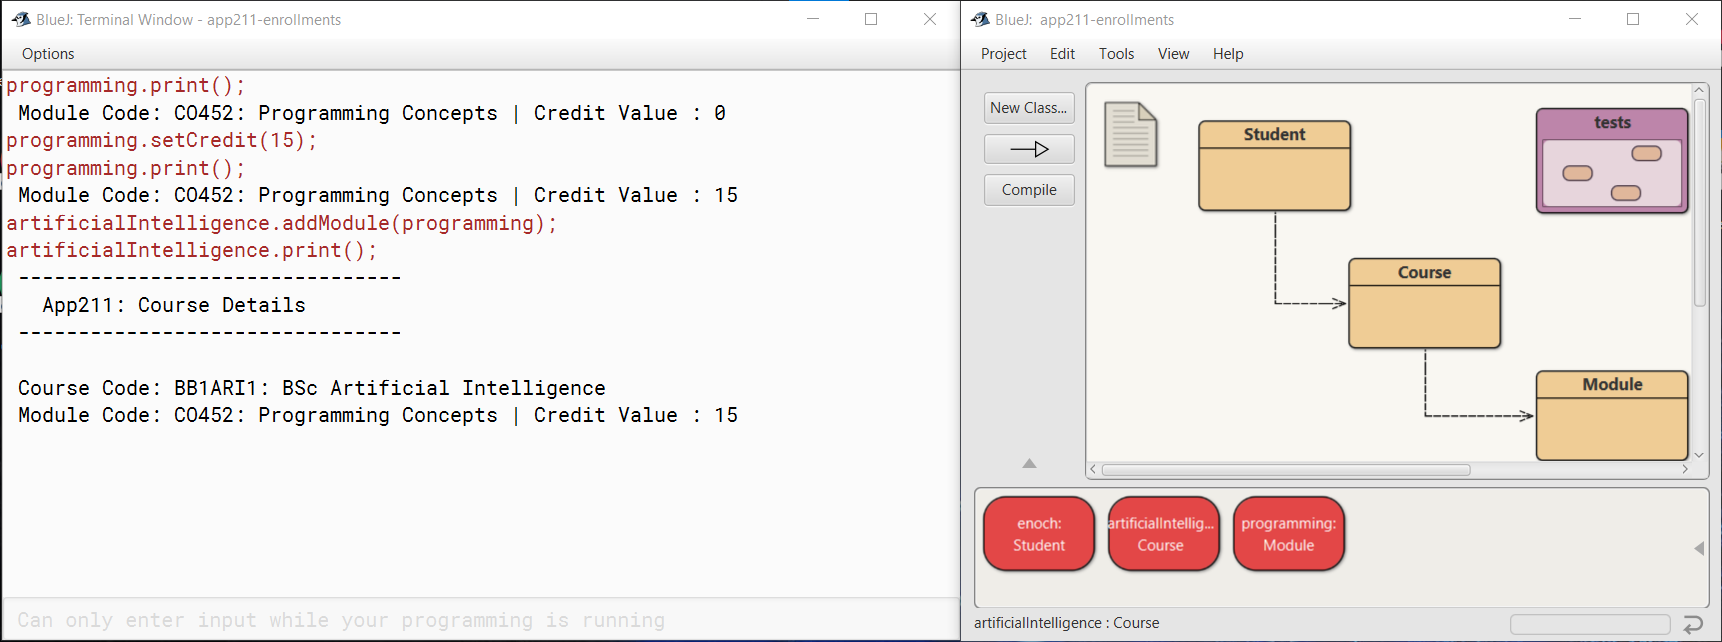 BlueJ: Terminal Window - app211-enrollments
Options
programming.print();
Module Code: CO452: Programming Concepts | Credit Value : 0
programming.setCredit(15);
programming.print();
Module Code: CO452: Programming Concepts | Credit Value : 15
artificialIntelligence.addModule(programming);
artificialIntelligence.print();
--------------------------------
App211: Course Details
--------------------------------
Course Code: BB1ARI1: BSc Artificial Intelligence
Module Code: CO452: Programming Concepts | Credit Value : 15
Can only enter input while your programming is running
BlueJ: app211-enrollments
Project Edit Tools View Help
New Class...
Compile
Student
tests
Course
Module
enoch:
Student
artificialIntellig...
Course
programming:
Module
artificialIntelligence : Course